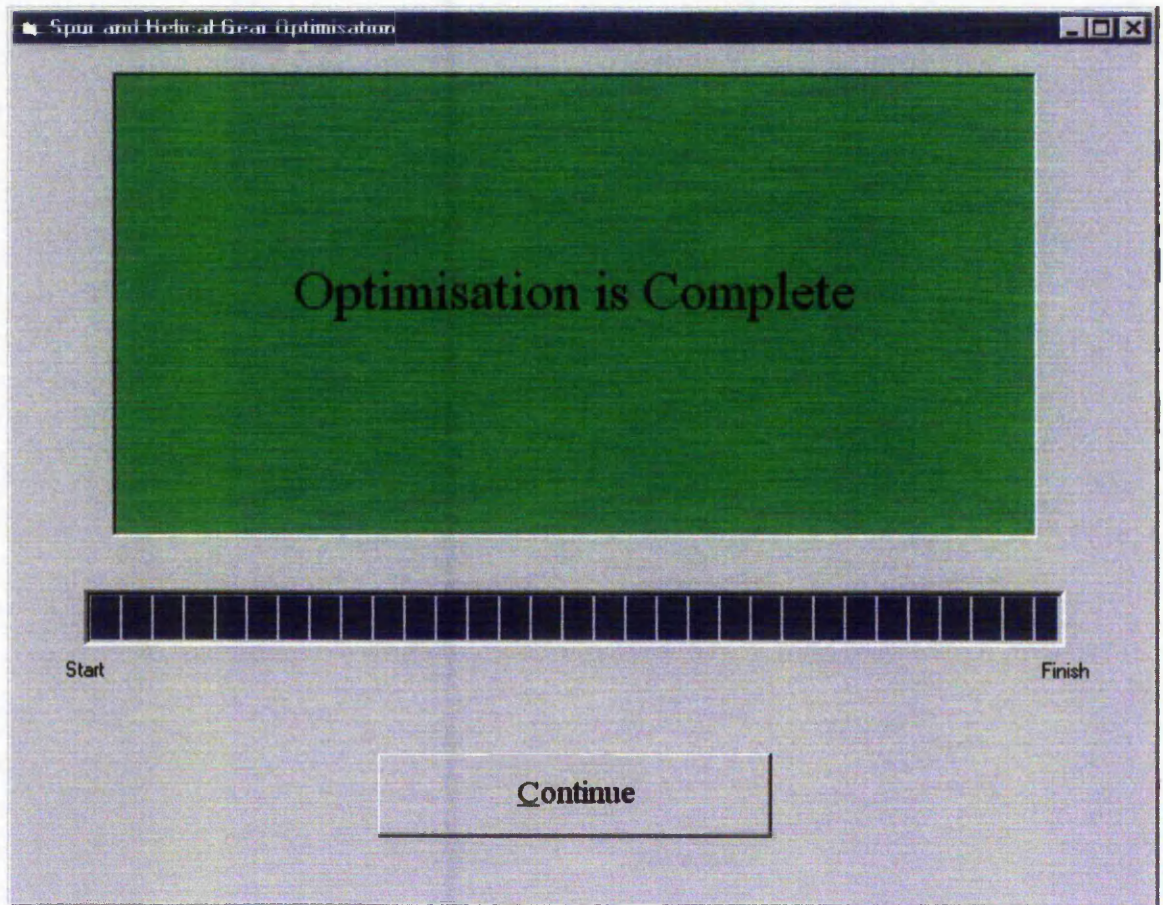 Spur and Helical Gear Optimisation
Optimisation is Complete
Start
Finish
Continue